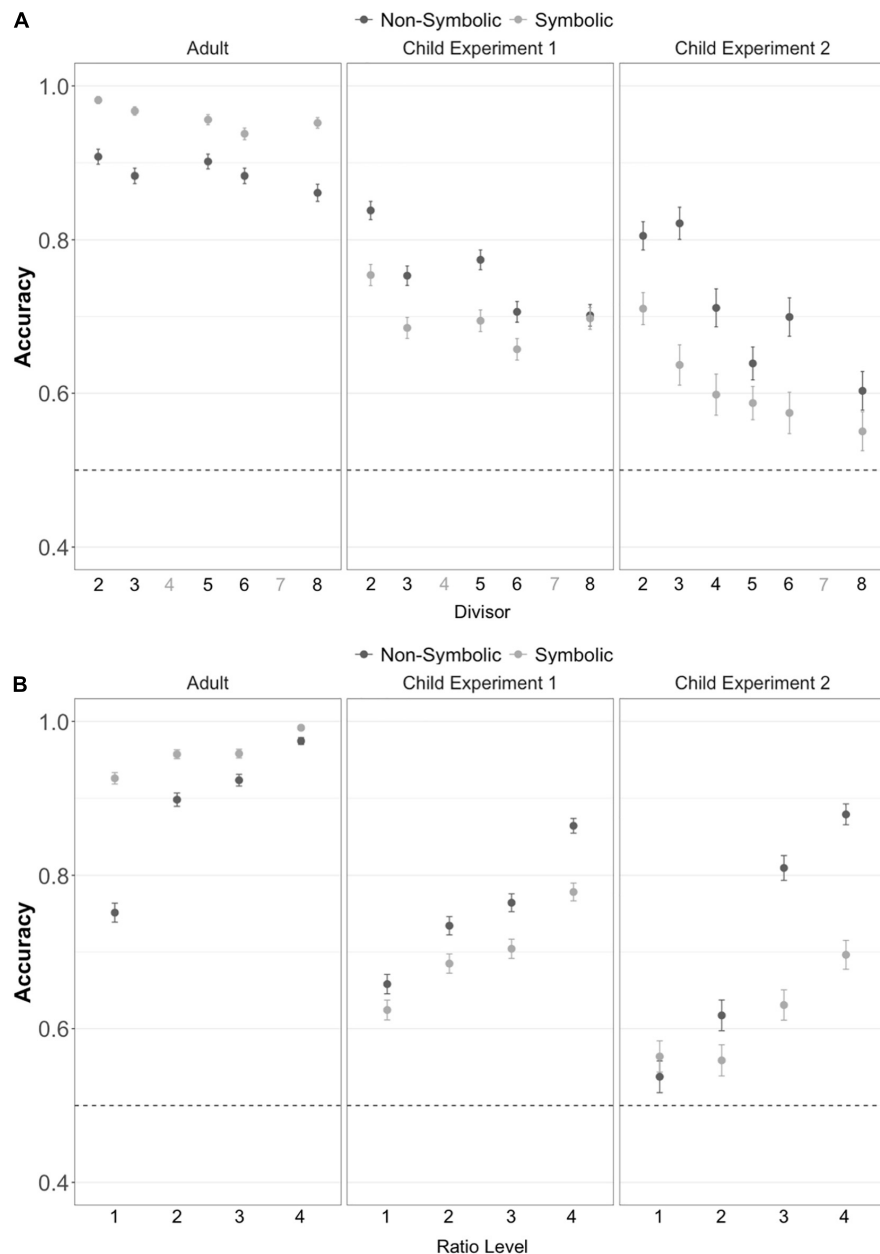 A
Non-Symbolic Symbolic
Adult Child Experiment 1 Child Experiment 2
Accuracy
1.0
0.8
0.6
0.4
2 3 4 5 6 7 8 2 3 4 5 6 7 8 2 3 4 5 6 7 8
Divisor
Non-Symbolic Symbolic
B
Adult Child Experiment 1 Child Experiment 2
Accuracy
1.0
0.8
0.6
0.4
1 2 3 4 1 2 3 4 1 2 3 4
Ratio Level